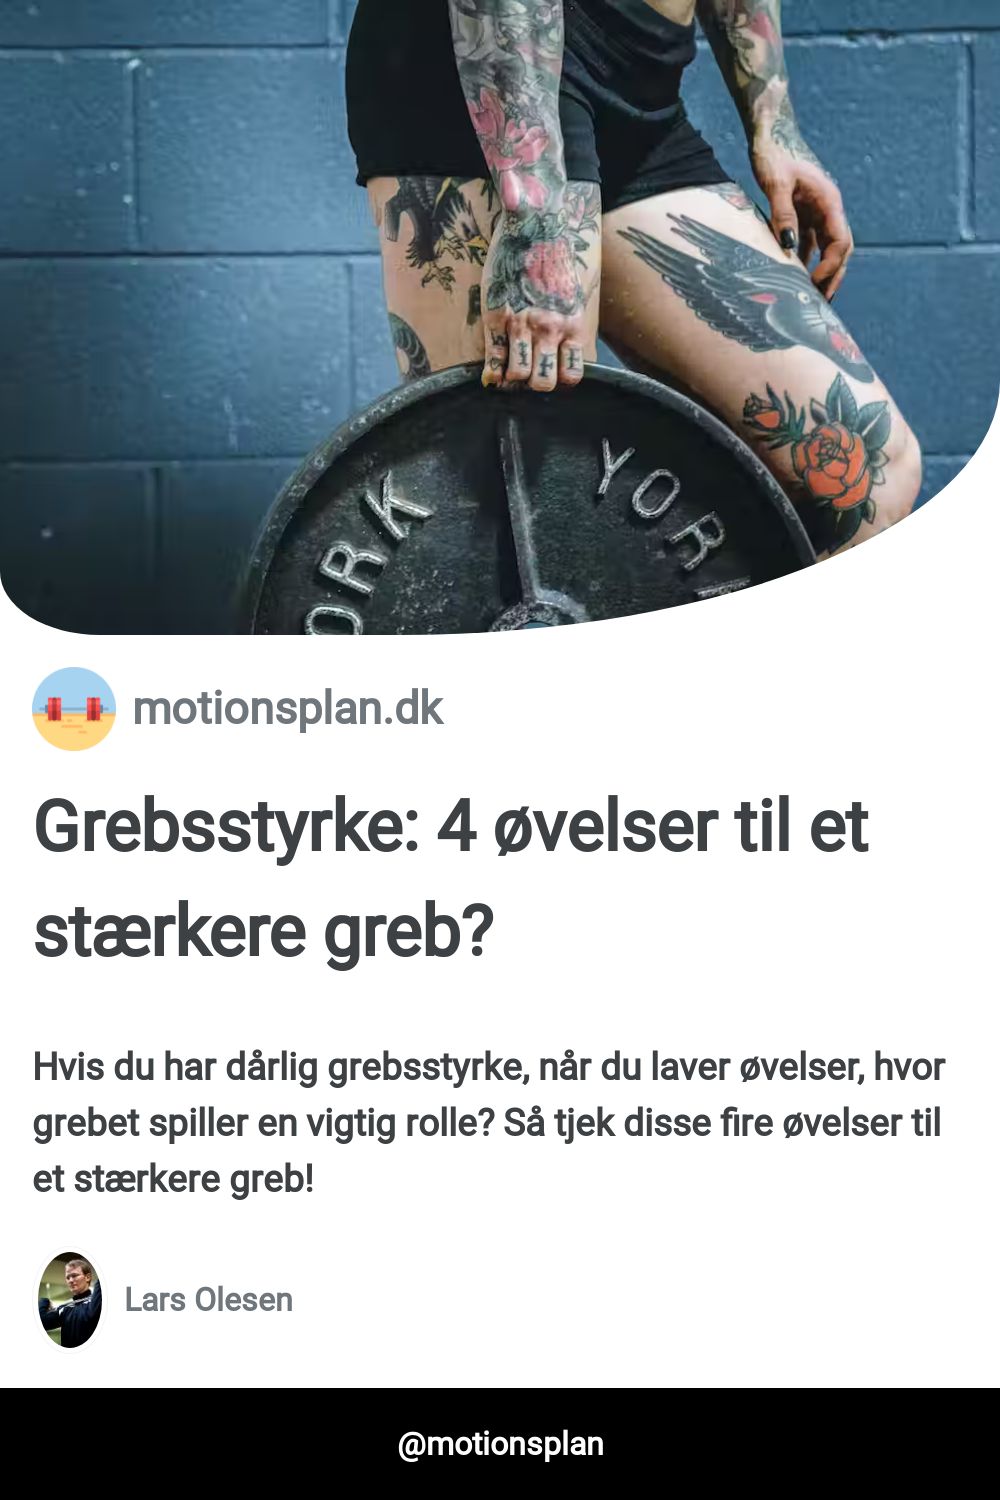 YORK
YOR
motionsplan.dk
Grebsstyrke: 4 øvelser til et
stærkere greb?
Hvis du har dårlig grebsstyrke, når du laver øvelser, hvor
grebet spiller en vigtig rolle? Så tjek disse fire øvelser til
et stærkere greb!
Lars Olesen
@motionsplan